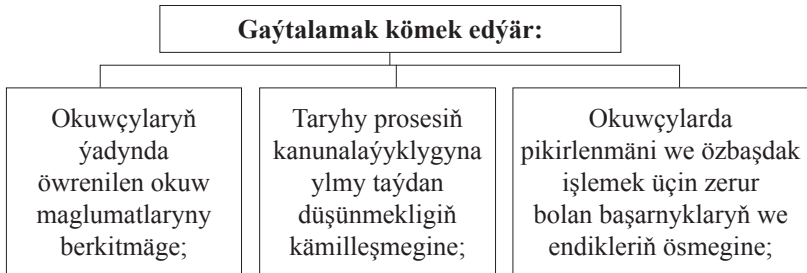 Gaýtalamak kömek edýär:
Okuwçylaryň
ýadynda
öwrenilen okuw
maglumatlaryny
berkitmäge;
Taryhy prosesiň
kanunalaýyklygyna
ylmy taýdan
düşünmekligiň
kämilleşmegine;
Okuwçylarda
pikirlenmäni we özbaşdak
işlemek üçin zerur
bolan başarnyklaryň we
endikleriň ösmegine;